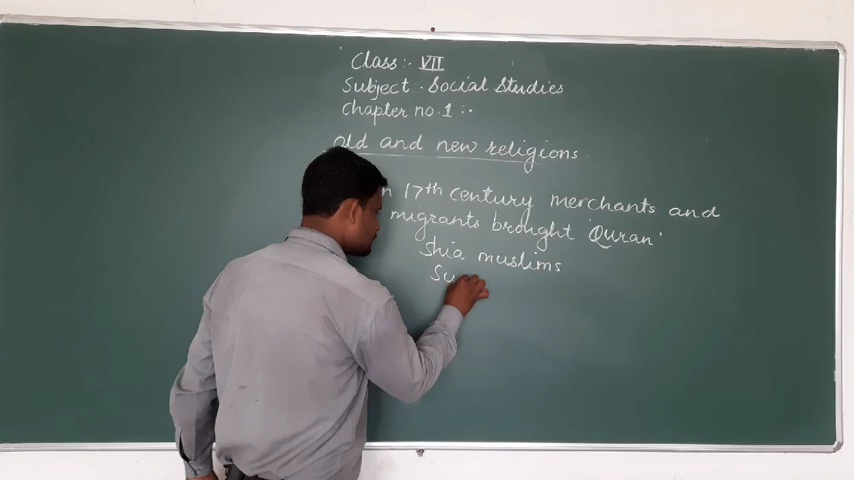 Class :- VII
Subject :- Social Studies
Chapter no. 1 :-
Old and new religions
n 17th century merchants and
migrants brought 'Quran'
Shia muslims
Su